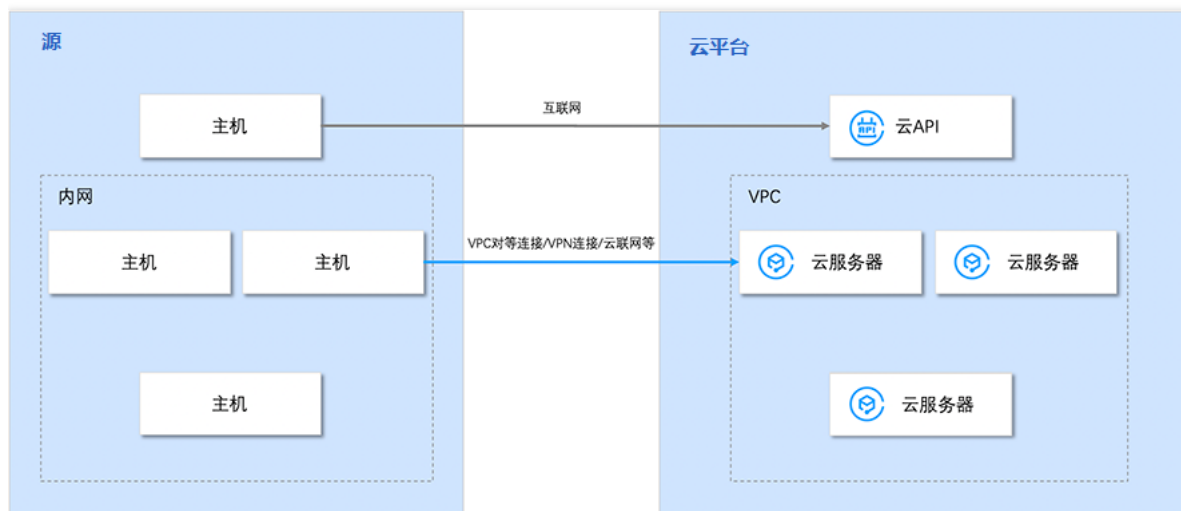 源
云平台
互联网
主机
API
云API
内网
VPC
VPC对等连接/VPN连接/云联网等
主机
主机
云服务器
云服务器
主机
云服务器